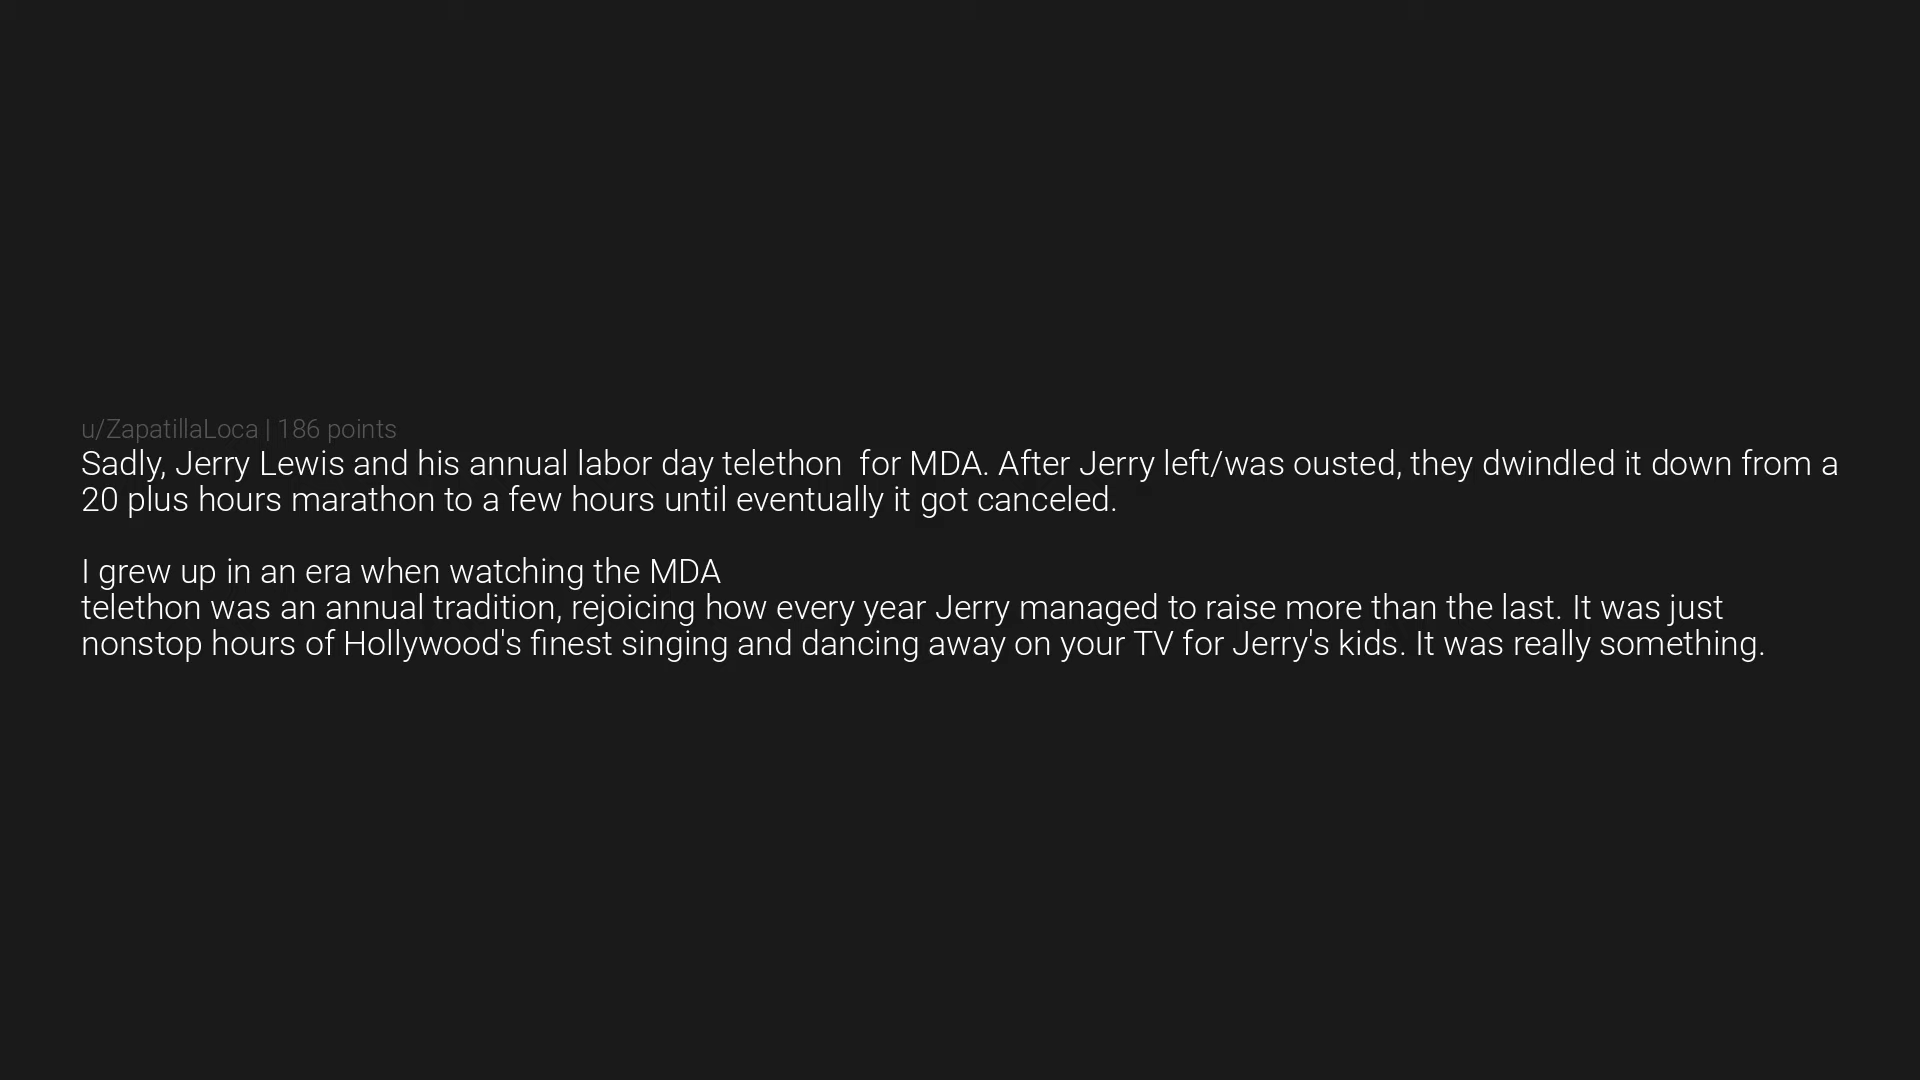 u/ZapatillaLoca | 186 points
Sadly, Jerry Lewis and his annual labor day telethon  for MDA. After Jerry left/was ousted, they dwindled it down from a
20 plus hours marathon to a few hours until eventually it got canceled.
I grew up in an era when watching the MDA
telethon was an annual tradition, rejoicing how every year Jerry managed to raise more than the last. It was just
nonstop hours of Hollywood's finest singing and dancing away on your TV for Jerry's kids. It was really something.